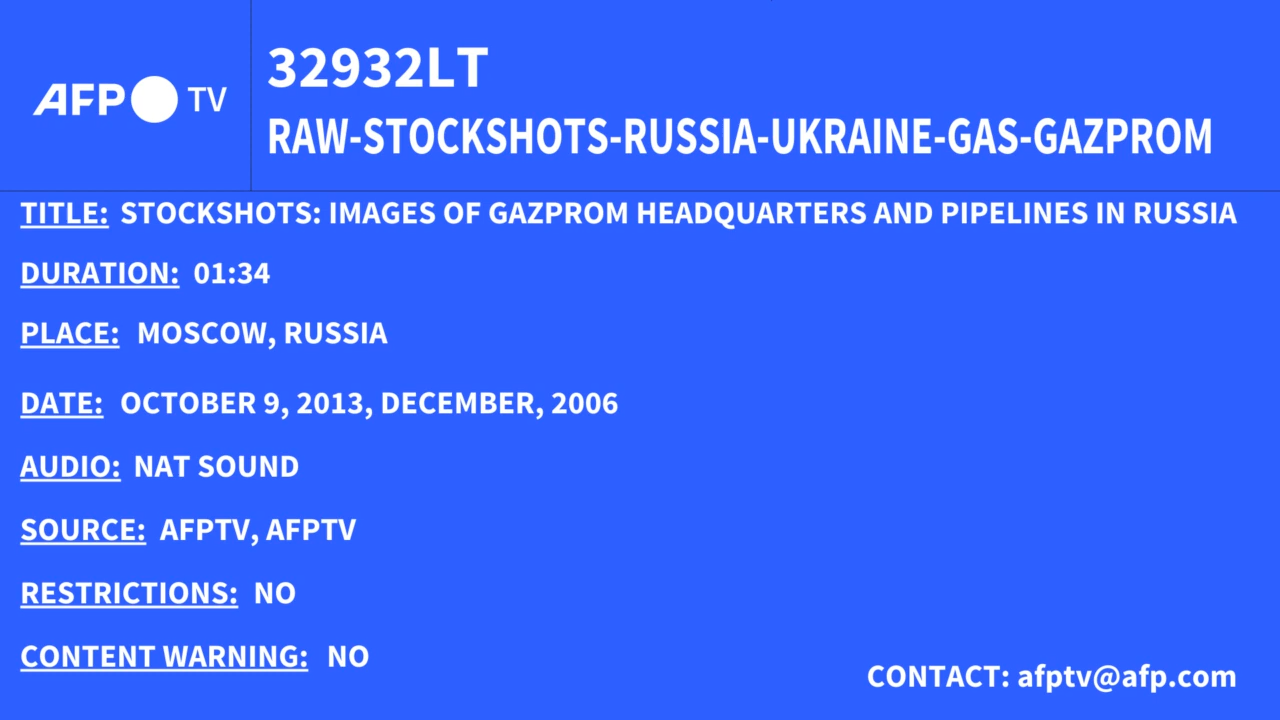 AFP TV
32932LT
RAW-STOCKSHOTS-RUSSIA-UKRAINE-GAS-GAZPROM
TITLE: STOCKSHOTS: IMAGES OF GAZPROM HEADQUARTERS AND PIPELINES IN RUSSIA
DURATION: 01:34
PLACE: MOSCOW, RUSSIA
DATE: OCTOBER 9, 2013, DECEMBER, 2006
AUDIO: NAT SOUND
SOURCE: AFPTV, AFPTV
RESTRICTIONS: NO
CONTENT WARNING: NO
CONTACT: afptv@afp.com